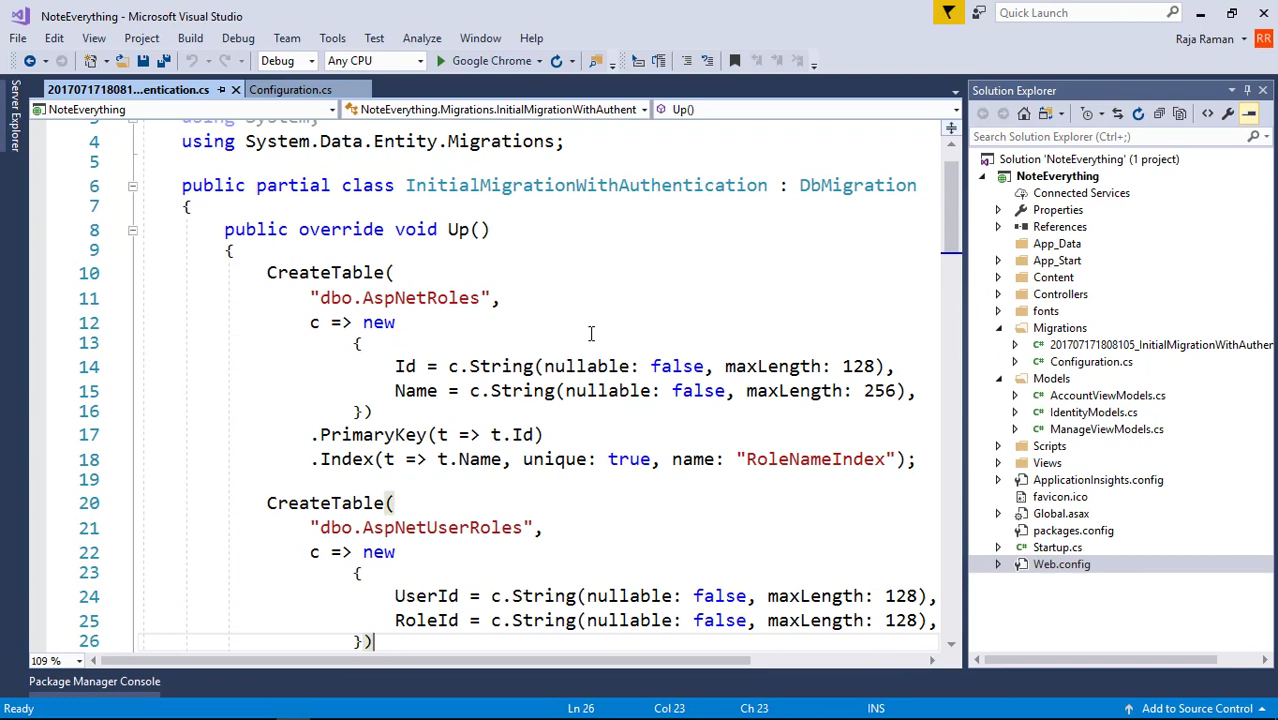 NoteEverything - Microsoft Visual Studio
Quick Launch
File Edit View Project Build Debug Team Tools Test Analyze Window Help
Raja Raman
RR
Debug
Any CPU
Google Chrome
Server Explorer
2017071718081...entication.cs
Configuration.cs
NoteEverything
NoteEverything.Migrations.InitialMigrationWithAuthent
Up()
3 using System;
4 using System.Data.Entity.Migrations;
5
6 public partial class InitialMigrationWithAuthentication : DbMigration
7 {
8 public override void Up()
9 {
10 CreateTable(
11 "dbo.AspNetRoles",
12 c => new
13 {
14 Id = c.String(nullable: false, maxLength: 128),
15 Name = c.String(nullable: false, maxLength: 256),
16 })
17 .PrimaryKey(t => t.Id)
18 .Index(t => t.Name, unique: true, name: "RoleNameIndex");
19
20 CreateTable(
21 "dbo.AspNetUserRoles",
22 c => new
23 {
24 UserId = c.String(nullable: false, maxLength: 128),
25 RoleId = c.String(nullable: false, maxLength: 128),
26 })
109 %
Solution Explorer
Search Solution Explorer (Ctrl+;)
Solution 'NoteEverything' (1 project)
NoteEverything
Connected Services
Properties
References
App_Data
App_Start
Content
Controllers
fonts
Migrations
201707171808105_InitialMigrationWithAuthen
Configuration.cs
Models
AccountViewModels.cs
IdentityModels.cs
ManageViewModels.cs
Scripts
Views
ApplicationInsights.config
favicon.ico
Global.asax
packages.config
Startup.cs
Web.config
Package Manager Console
Ready
Ln 26
Col 23
Ch 23
INS
Add to Source Control